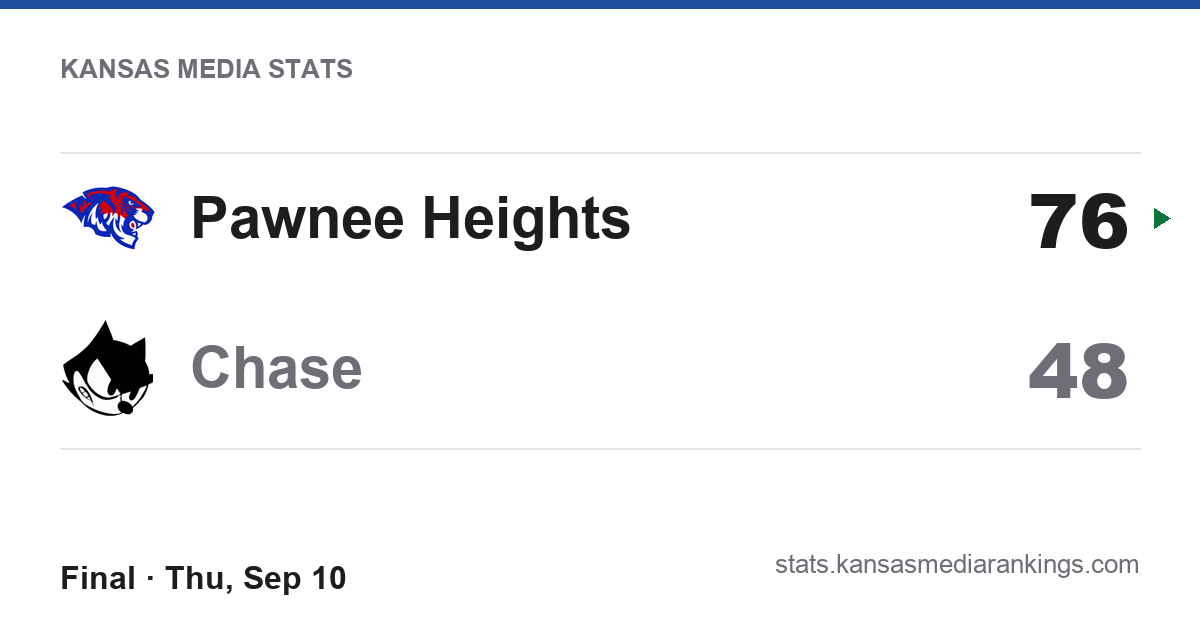 KANSAS MEDIA STATS
Pawnee Heights 76
Chase 48
Final · Thu, Sep 10
stats.kansasmediarankings.com